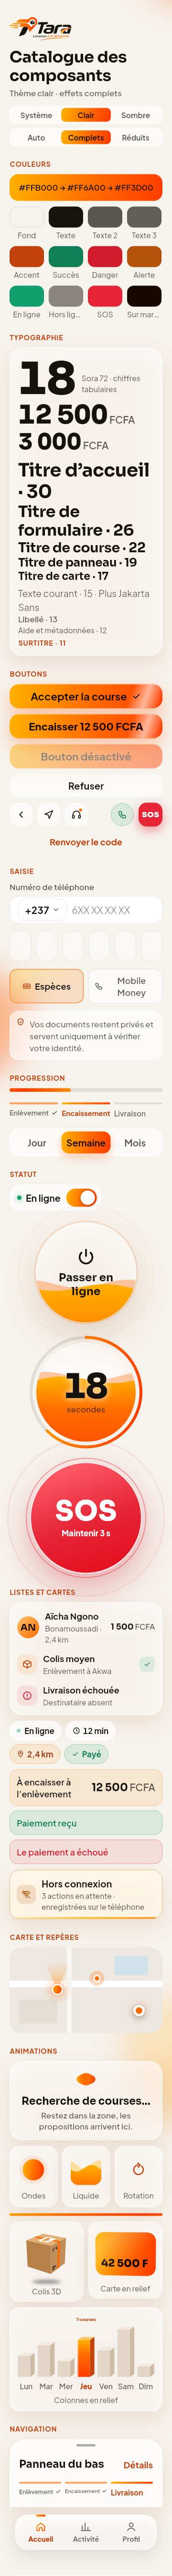 Tara
Catalogue des
composants
Thème clair · effets complets
Système Clair Sombre
Auto Complets Réduits
COULEURS
#FFB000 → #FF6A00 → #FF3D00
Fond Texte Texte 2 Texte 3
Accent Succès Danger Alerte
En ligne Hors lig… SOS Sur mar…
TYPOGRAPHIE
18 Sora 72 · chiffres
tabulaires
12 500 FCFA
3 000 FCFA
Titre d’accueil
· 30
Titre de
formulaire · 26
Titre de course · 22
Titre de panneau · 19
Titre de carte · 17
Texte courant · 15 · Plus Jakarta
Sans
Libellé · 13
Aide et métadonnées · 12
SURTITRE · 11
BOUTONS
Accepter la course
Encaisser 12 500 FCFA
Bouton désactivé
Refuser
SOS
Renvoyer le code
SAISIE
Numéro de téléphone
+237 6XX XX XX XX
Espèces
Mobile
Money
Vos documents restent privés et
servent uniquement à vérifier
votre identité.
PROGRESSION
Enlèvement Encaissement Livraison
Jour Semaine Mois
STATUT
En ligne
Passer en
ligne
18
secondes
SOS
Maintenir 3 s
LISTES ET CARTES
AN
Aïcha Ngono
Bonamoussadi ·
2,4 km
1 500 FCFA
Colis moyen
Enlèvement à Akwa
Livraison échouée
Destinataire absent
En ligne 12 min
2,4 km Payé
À encaisser à
l’enlèvement
12 500 FCFA
Paiement reçu
Le paiement a échoué
Hors connexion
3 actions en attente ·
enregistrées sur le téléphone
CARTE ET REPÈRES
ANIMATIONS
Recherche de courses…
Restez dans la zone, les
propositions arrivent ici.
Ondes Liquide Rotation
42 500 F
Colis 3D
Carte en relief
7 courses
Lun Mar Mer Jeu Ven Sam Dim
Colonnes en relief
NAVIGATION
Panneau du bas Détails
Enlèvement Encaissement Livraison
Accueil Activité Profil